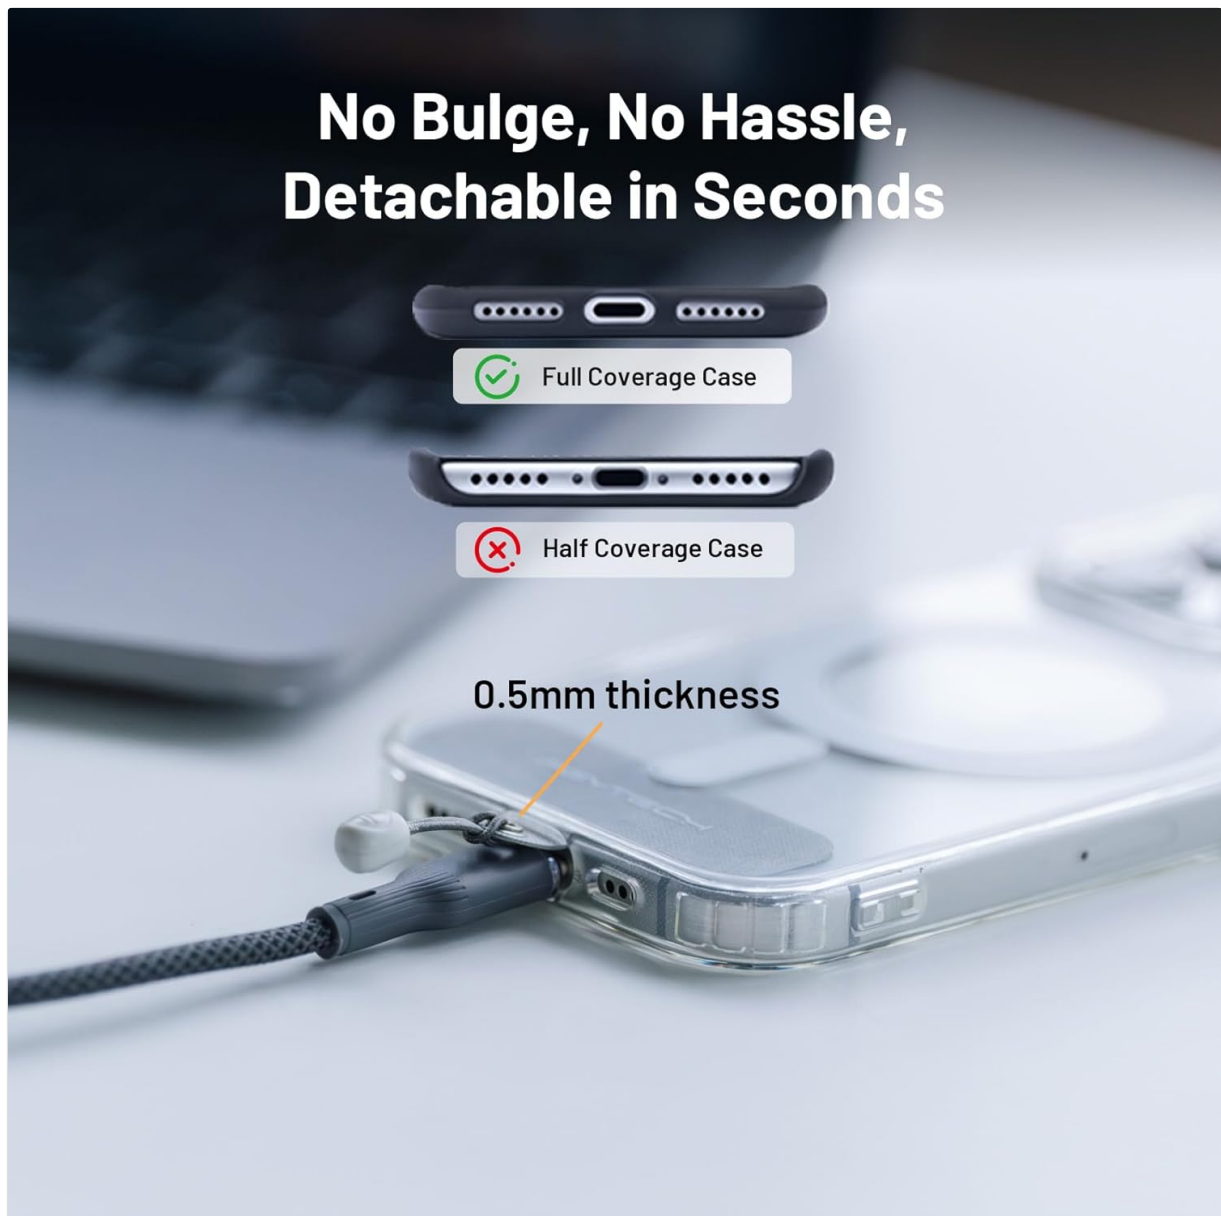 No Bulge, No Hassle,
Detachable in Seconds
Full Coverage Case
Half Coverage Case
0.5mm thickness